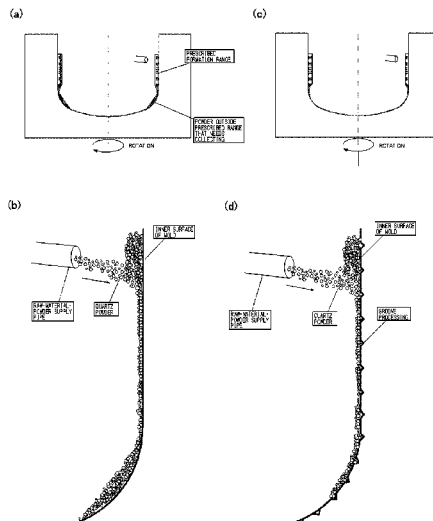 (a)
(c)
PRESCRIBED
FORMATION RANGE
POWDER OUTSIDE
PRESCRIBED RANGE
THAT NEEDS
COLLECTING
ROTATION
ROTATION
(b)
(d)
INNER SURFACE
OF MOLD
INNER SURFACE
OF MOLD
RAW-MATERIAL-
POWDER SUPPLY
PIPE
QUARTZ
POWDER
RAW-MATERIAL-
POWDER SUPPLY
PIPE
QUARTZ
POWDER
GROOVE
PROCESSING